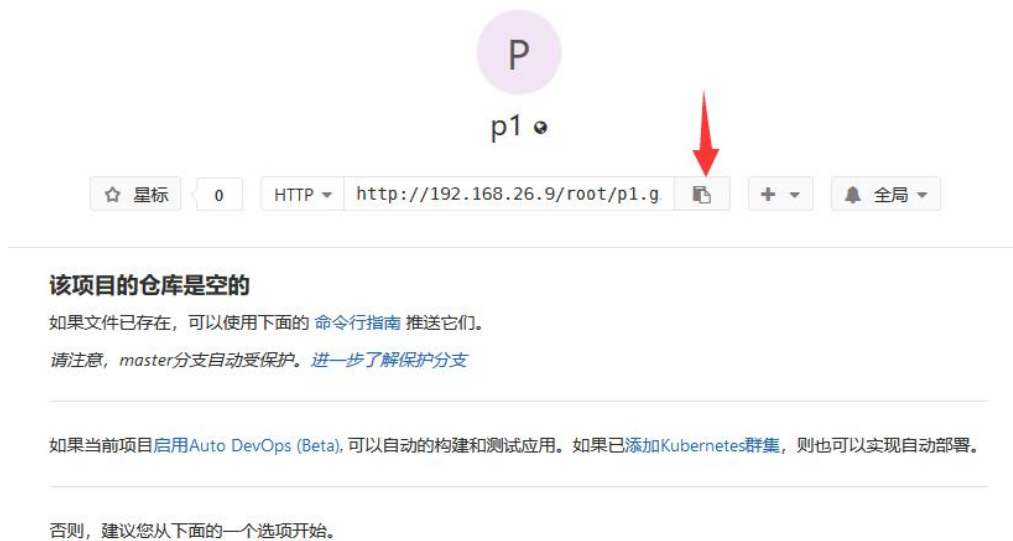 P
p1
星标 0 HTTP http://192.168.26.9/root/p1.g 全局
该项目的仓库是空的
如果文件已存在，可以使用下面的 命令行指南 推送它们。
请注意，master分支自动受保护。进一步了解保护分支
如果当前项目启用Auto DevOps (Beta), 可以自动的构建和测试应用。如果已添加Kubernetes群集，则也可以实现自动部署。
否则，建议您从下面的一个选项开始。